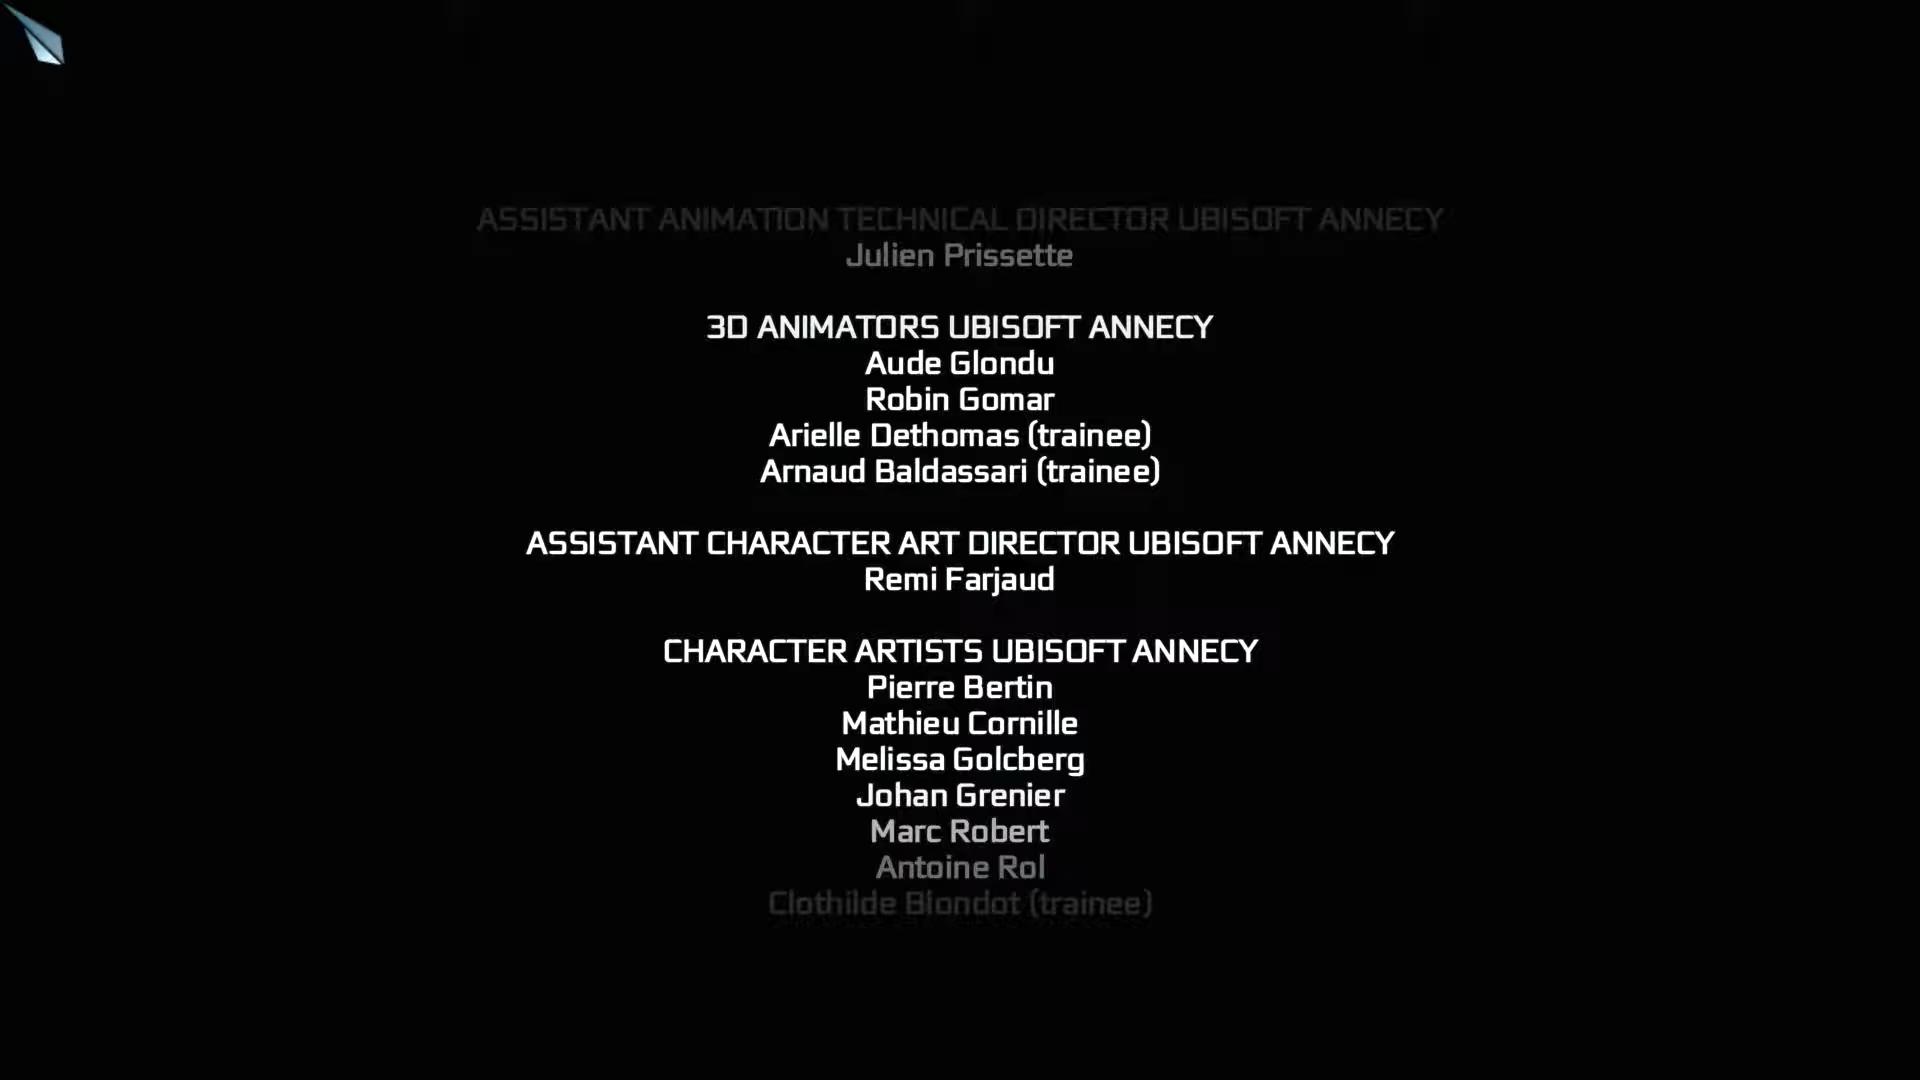 ASSISTANT ANIMATION TECHNICAL DIRECTOR UBISOFT ANNECY
Julien Prissette
3D ANIMATORS UBISOFT ANNECY
Aude Glondu
Robin Gomar
Arielle Dethomas (trainee)
Arnaud Baldassari (trainee)
ASSISTANT CHARACTER ART DIRECTOR UBISOFT ANNECY
Remi Farjaud
CHARACTER ARTISTS UBISOFT ANNECY
Pierre Bertin
Mathieu Cornille
Melissa Golcberg
Johan Grenier
Marc Robert
Antoine Rol
Clothilde Blondot (trainee)